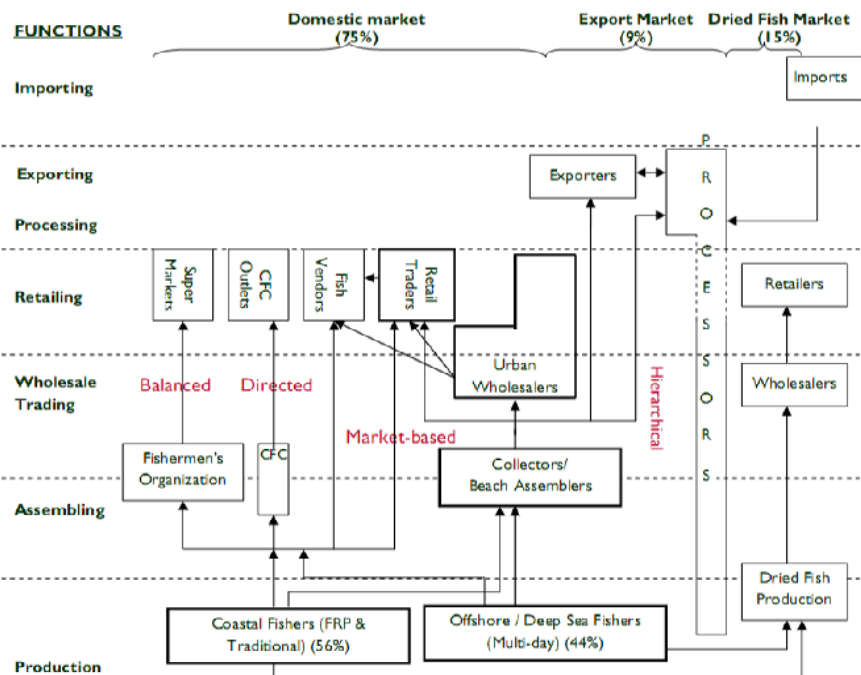 FUNCTIONS
Domestic market
(75%)
Export Market
(9%)
Dried Fish Market
(15%)
Importing
Imports
Exporting
Exporters
Processing
PROCESSORS
Retailing
Super
Markets
CFC
Outlets
Fish
Vendors
Retail
Traders
Retailers
Wholesale
Trading
Balanced
Directed
Market-based
Urban
Wholesalers
Hierarchical
Wholesalers
Fishermen's
Organization
CFC
Collectors/
Beach Assemblers
Assembling
Dried Fish
Production
Coastal Fishers (FRP &
Traditional) (56%)
Offshore / Deep Sea Fishers
(Multi-day) (44%)
Production